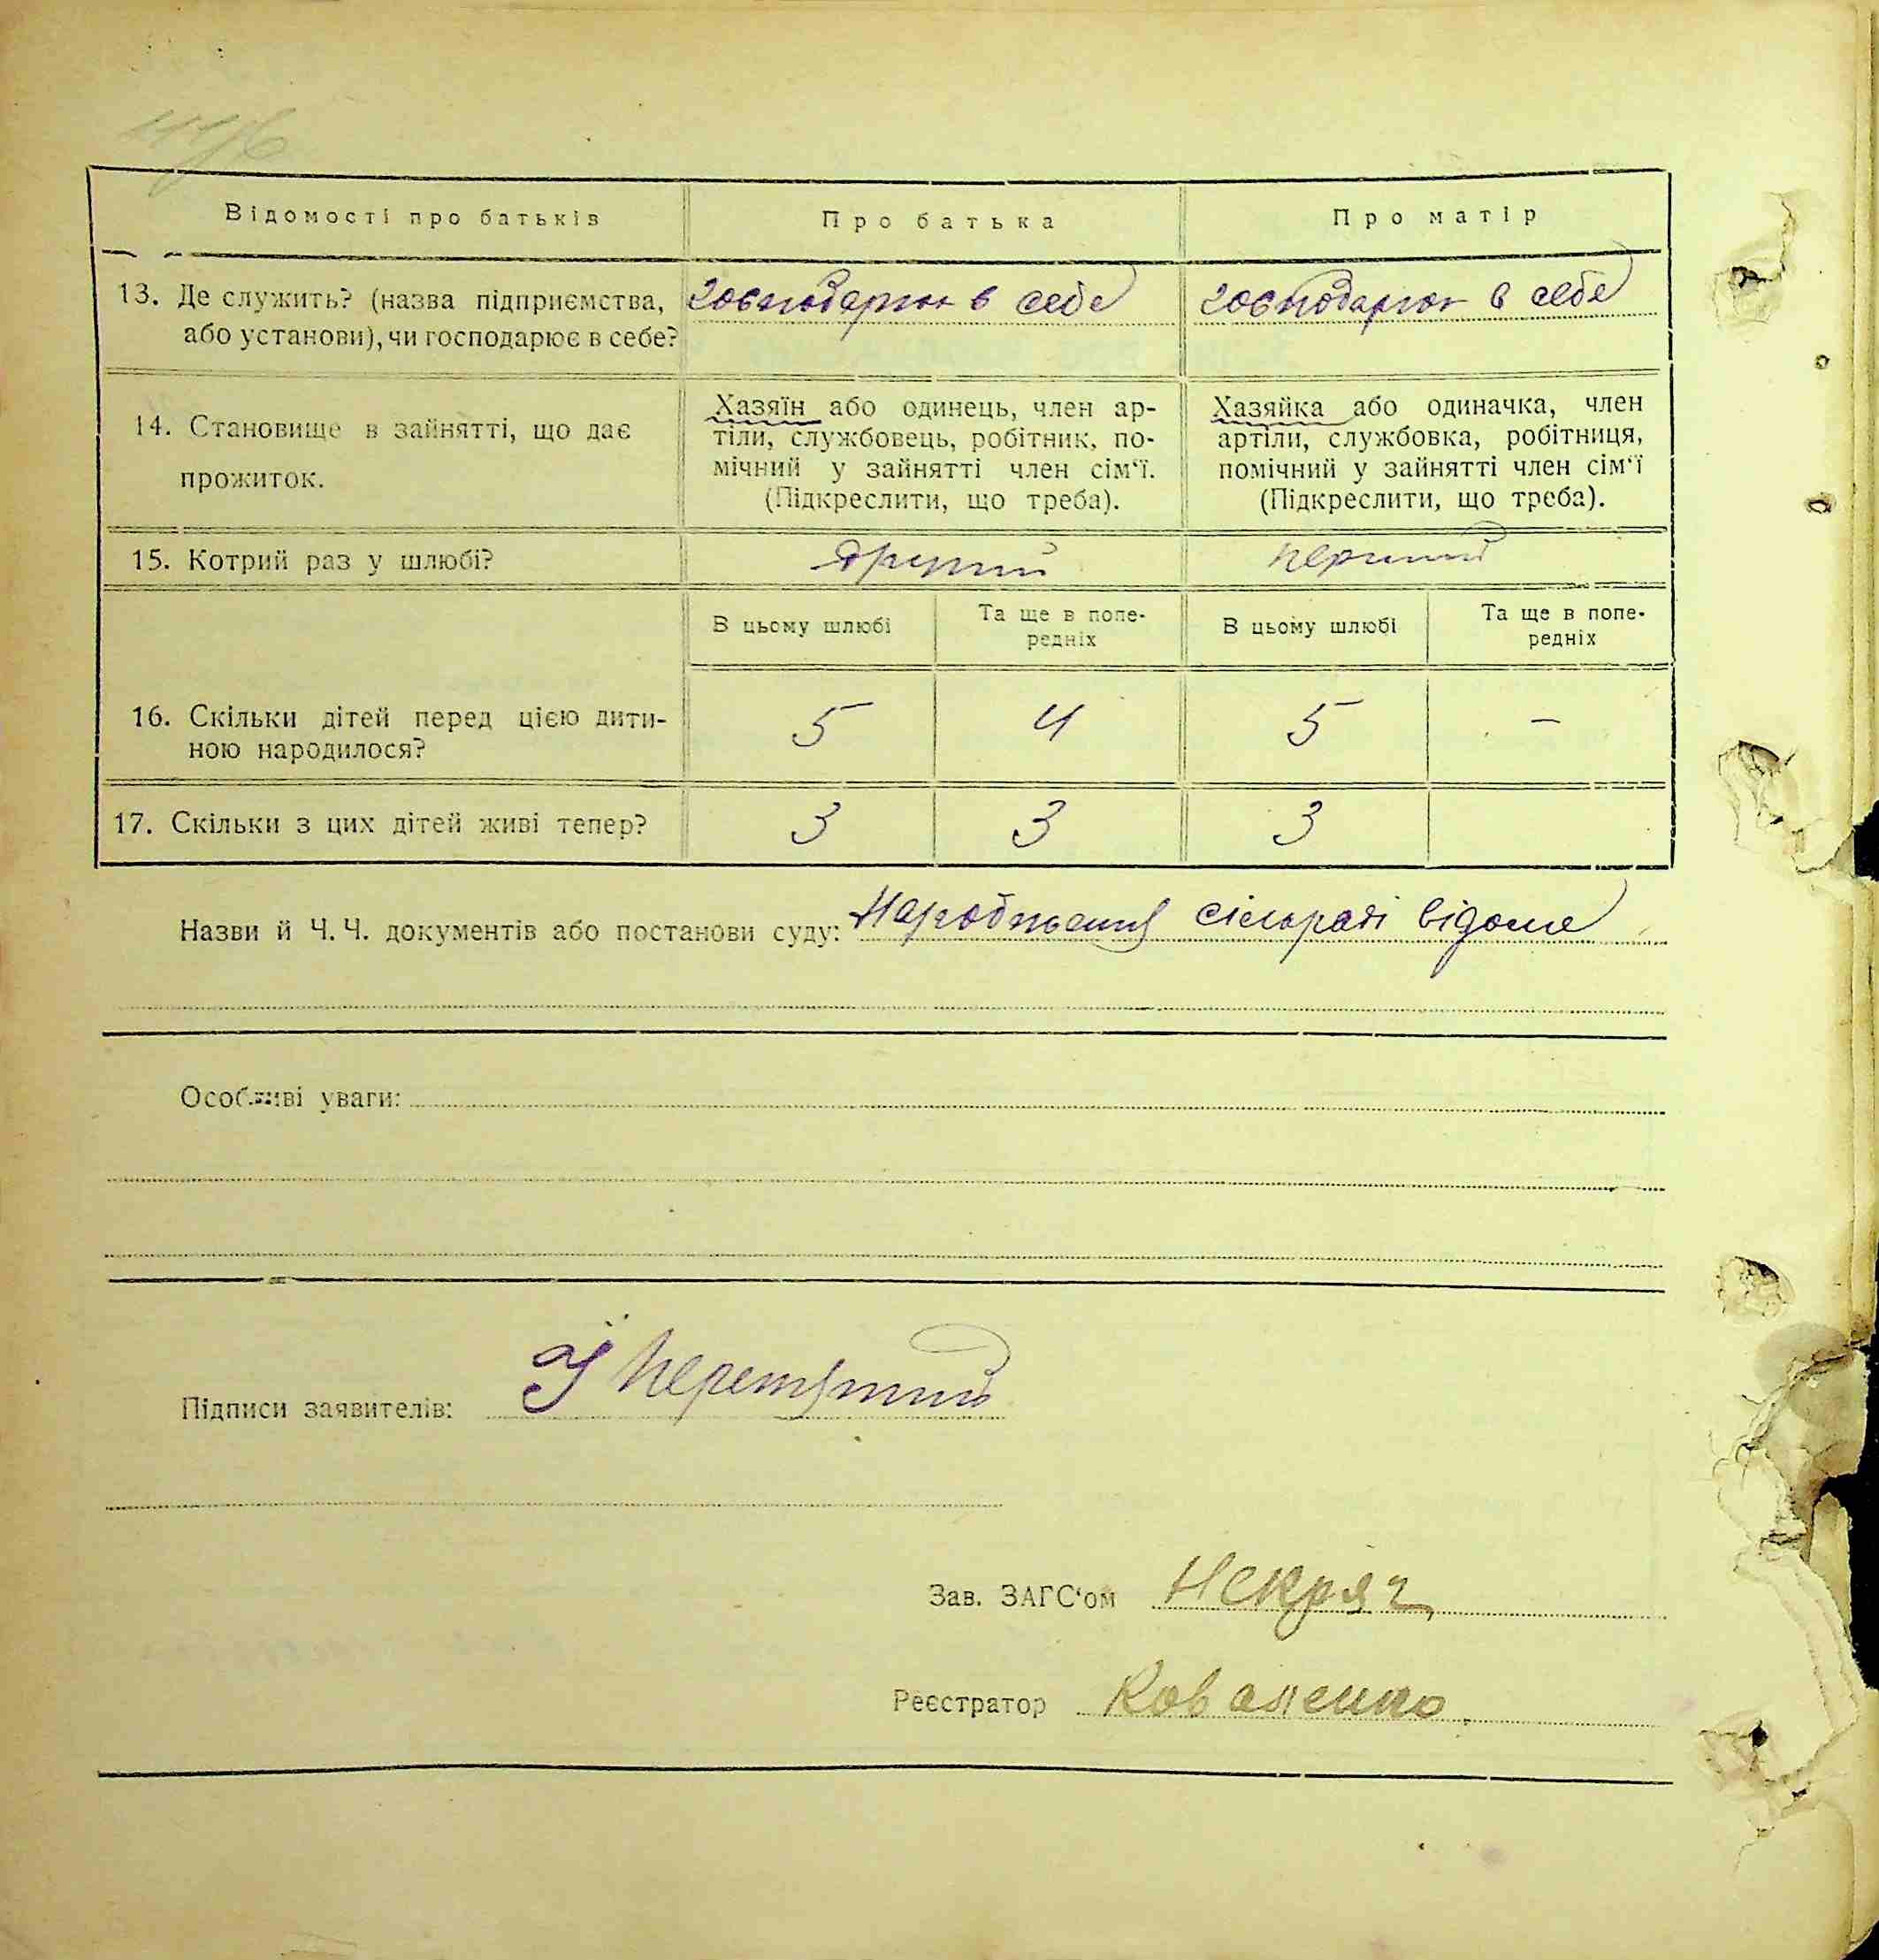 Відомості про батьків
Про батька
Про матір
13. Де служить? (назва підприємства, або установи), чи господарює в себе?
господарює в себе
господарює в себе
14. Становище в зайнятті, що дає
прожиток.
Хазяїн або одинець, член ар-
тіли, службовець, робітник, по-
мічний у зайнятті член сім'ї.
(Підкреслити, що треба).
Хазяйка або одиначка, член
артіли, службовка, робітниця,
помічний у зайнятті член сім'ї
(Підкреслити, що треба).
15. Котрий раз у шлюбі?
другий
перший
В цьому шлюбі
Та ще в попе-
редніх
В цьому шлюбі
Та ще в попе-
редніх
16. Скільки дітей перед цією дити-
ною народилося?
5
4
5
—
17. Скільки з цих дітей живі тепер?
3
3
3
Назви й Ч. Ч. документів або постанови суду: Народження сільраді відоме
Особливі уваги:
Підписи заявителів:
Зав. ЗАГС'ом Некряч
Реєстратор Коваленко